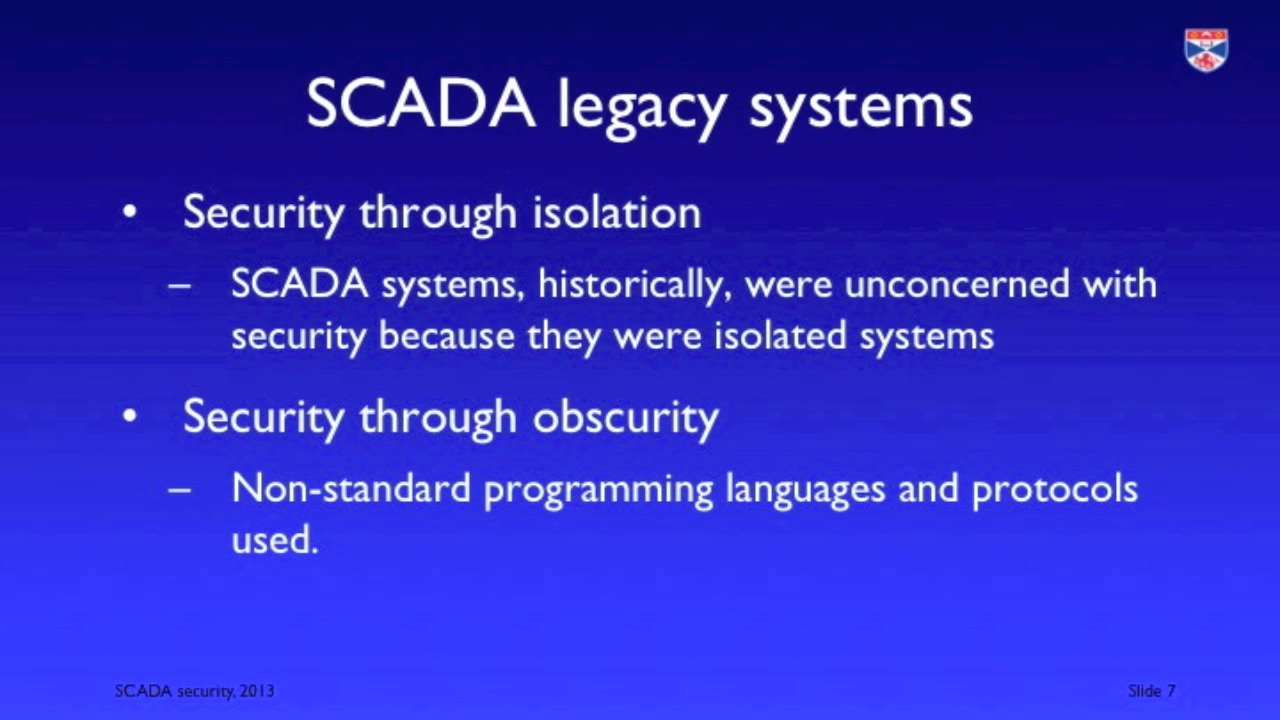 SCADA legacy systems
• Security through isolation
– SCADA systems, historically, were unconcerned with
security because they were isolated systems
• Security through obscurity
– Non-standard programming languages and protocols
used.
SCADA security, 2013
Slide 7